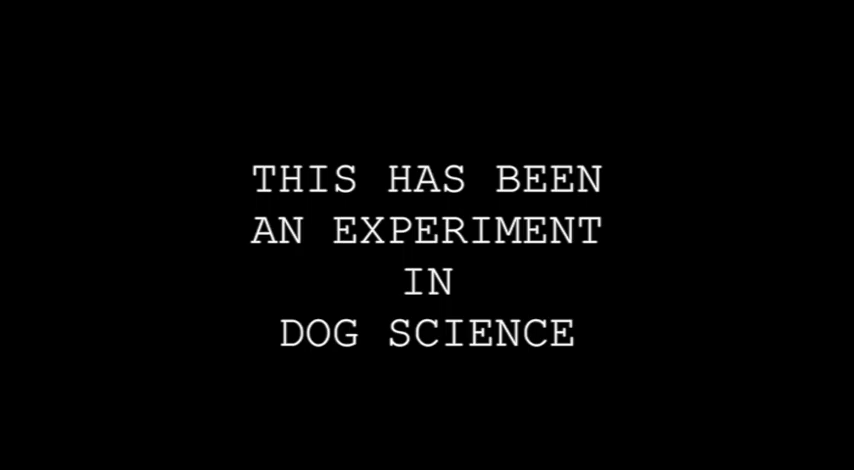 THIS HAS BEEN
AN EXPERIMENT
IN
DOG SCIENCE